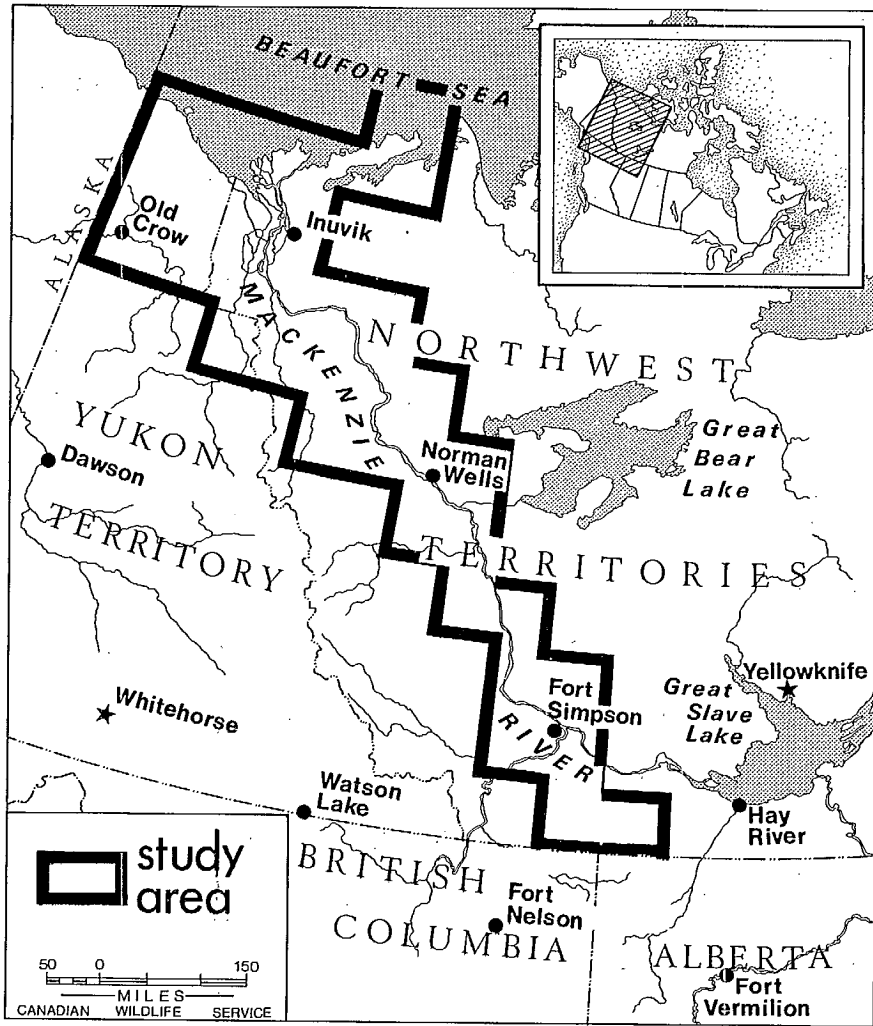 BEAUFORT SEA
ALASKA
Old
Crow
Inuvik
MACKENZIE
NORTHWEST
YUKON
Dawson
Norman
Wells
Great
Bear
Lake
TERRITORY
TERRITORIES
Whitehorse
Fort
Simpson
Great
Slave
Lake
Yellowknife
RIVER
Watson
Lake
Hay
River
BRITISH
Fort
Nelson
COLUMBIA
ALBERTA
Fort
Vermilion
study
area
50 0 150
MILES
CANADIAN WILDLIFE SERVICE